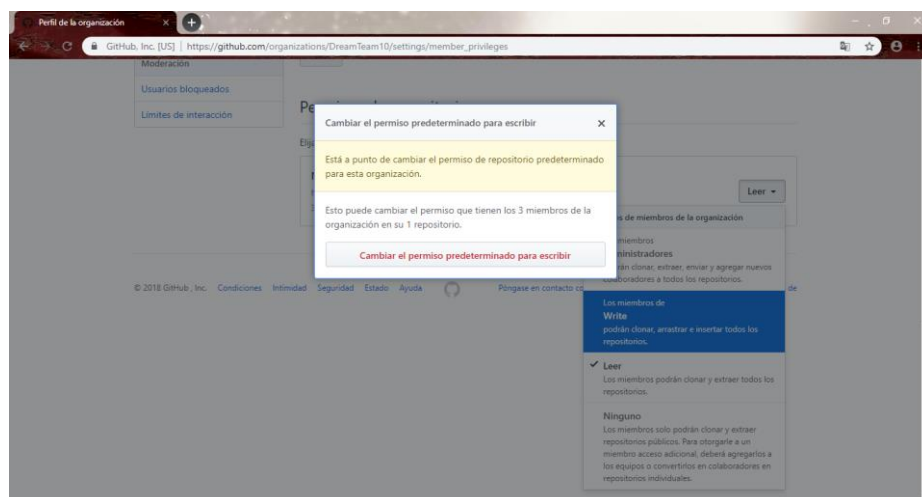 Perfil de la organización
GitHub, Inc. [US] | https://github.com/organizations/DreamTeam10/settings/member_privileges
Moderación
Usuarios bloqueados
Límites de interacción
Cambiar el permiso predeterminado para escribir
Está a punto de cambiar el permiso de repositorio predeterminado
para esta organización.
Esto puede cambiar el permiso que tienen los 3 miembros de la
organización en su 1 repositorio.
Cambiar el permiso predeterminado para escribir
Leer
de miembros de la organización
miembros
clonar, extraer, enviar y agregar nuevos
colaboradores a todos los repositorios.
Los miembros de
Write
podrán clonar, arrastrar e insertar todos los
repositorios.
Leer
Los miembros podrán clonar y extraer todos los
repositorios.
Ninguno
Los miembros solo podrán clonar y extraer
repositorios públicos. Para otorgarle a un
miembro acceso adicional, deberá agregarlos a
los equipos o convertirlos en colaboradores en
repositorios individuales.
© 2018 GitHub , Inc. Condiciones Intimidad Seguridad Estado Ayuda Póngase en contacto de